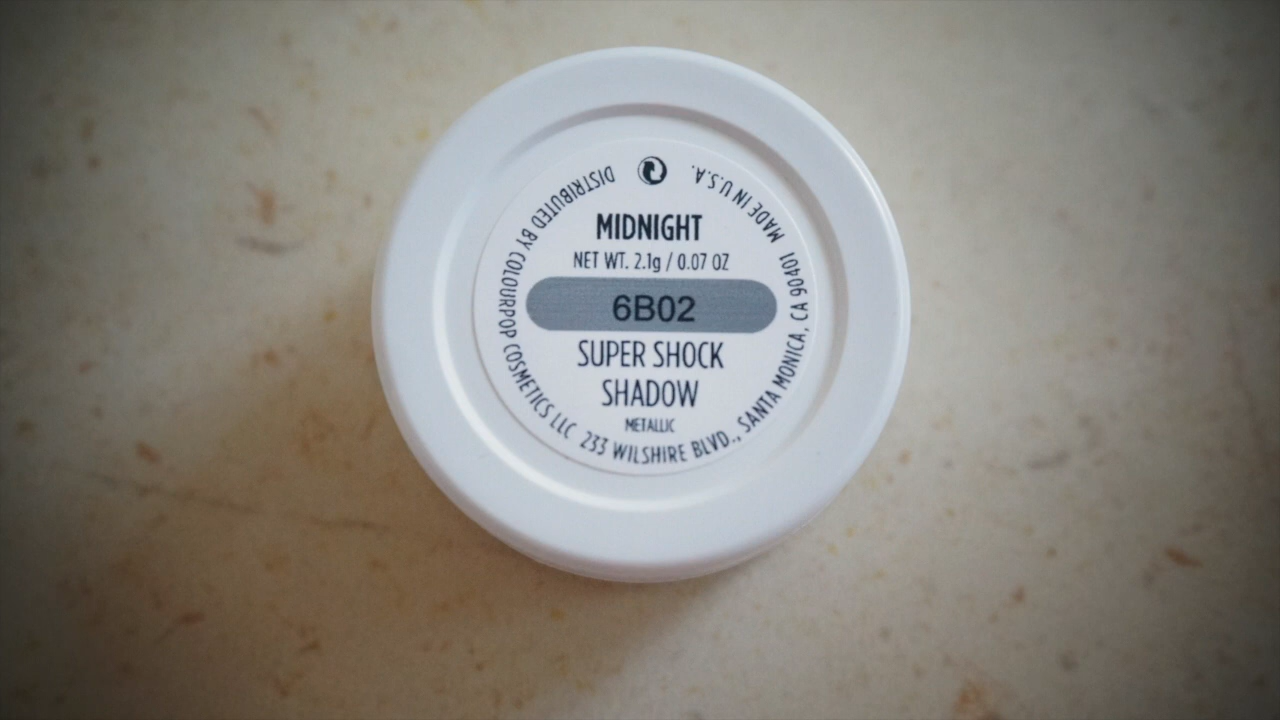 MIDNIGHT
NET WT. 2.1g / 0.07 OZ
6B02
SUPER SHOCK
SHADOW
METALLIC
DISTRIBUTED BY COLOURPOP COSMETICS LLC 233 WILSHIRE BLVD., SANTA MONICA, CA 90401 MADE IN U.S.A.